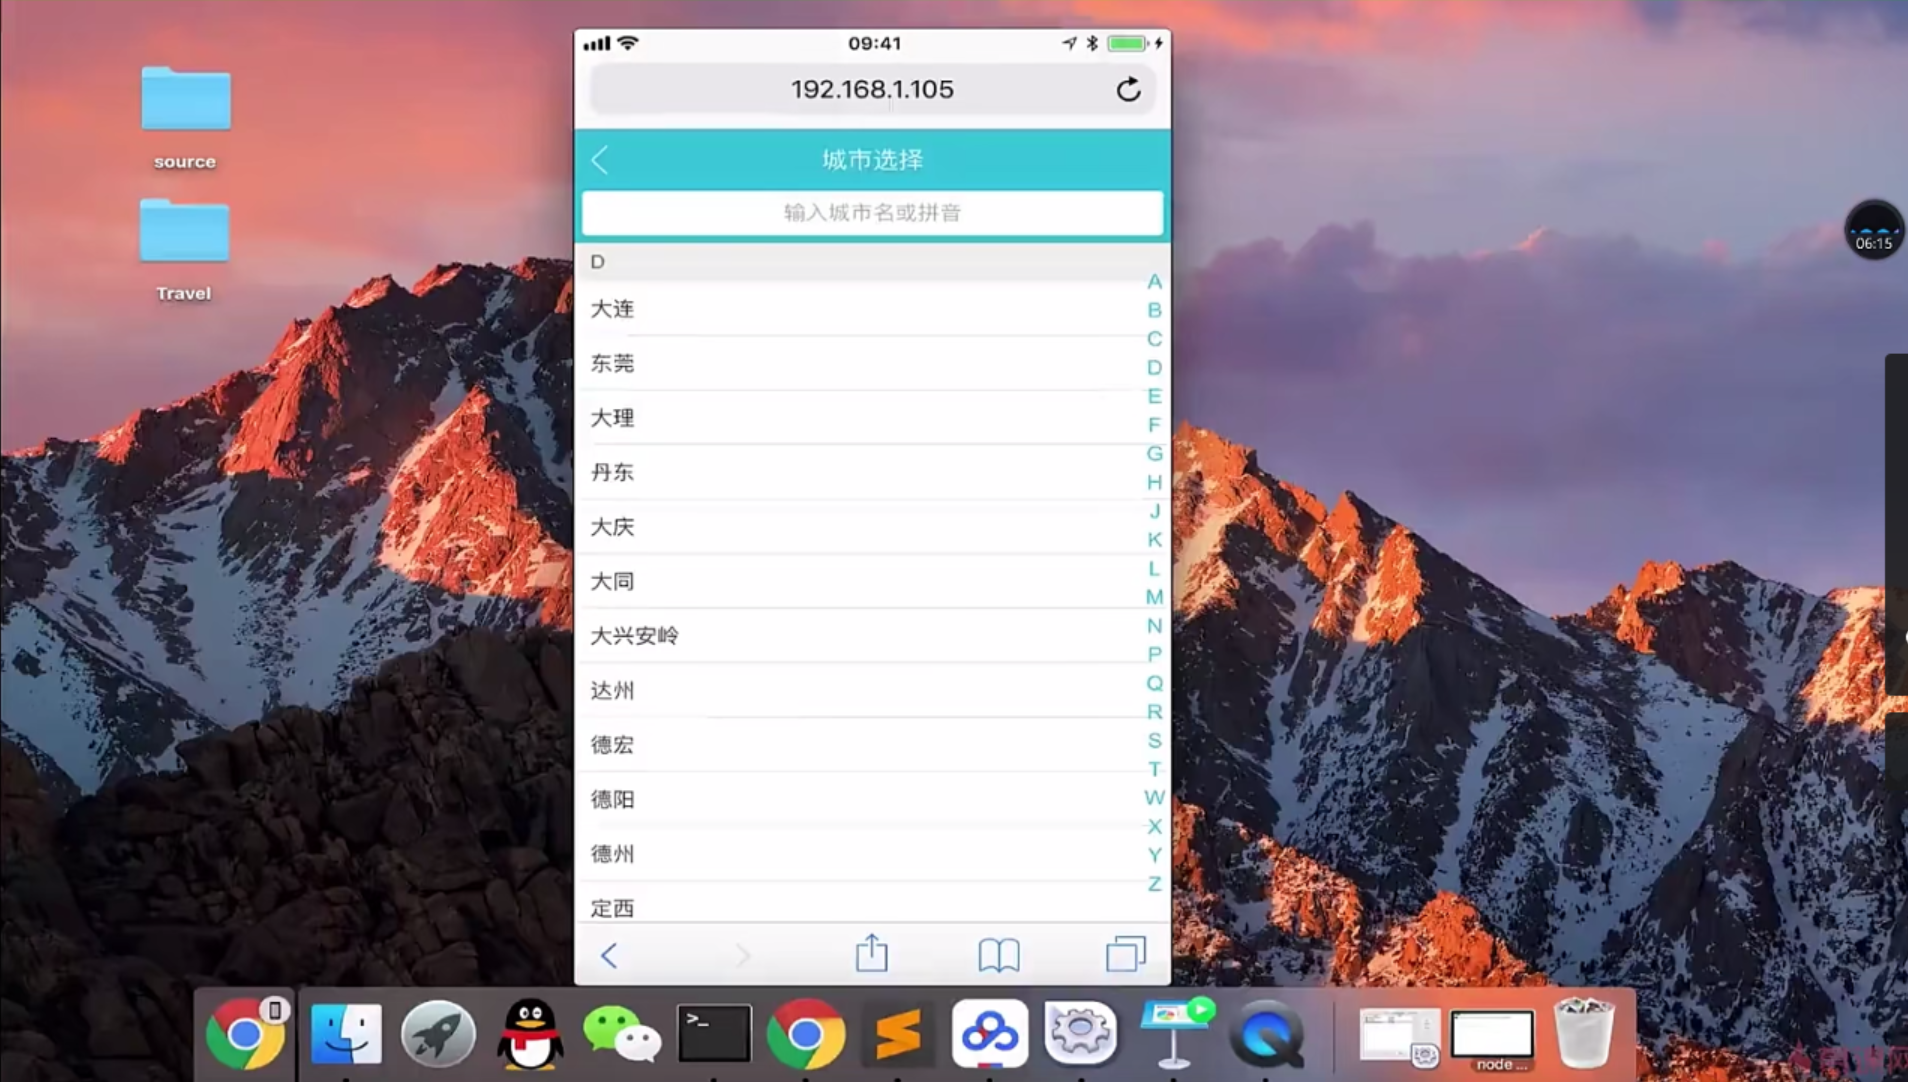 09:41
192.168.1.105
城市选择
输入城市名或拼音
D
大连
东莞
大理
丹东
大庆
大同
大兴安岭
达州
德宏
德阳
德州
定西
A
B
C
D
E
F
G
H
J
K
L
M
N
P
Q
R
S
T
W
X
Y
Z
source
Travel
06:15
>_
node ...